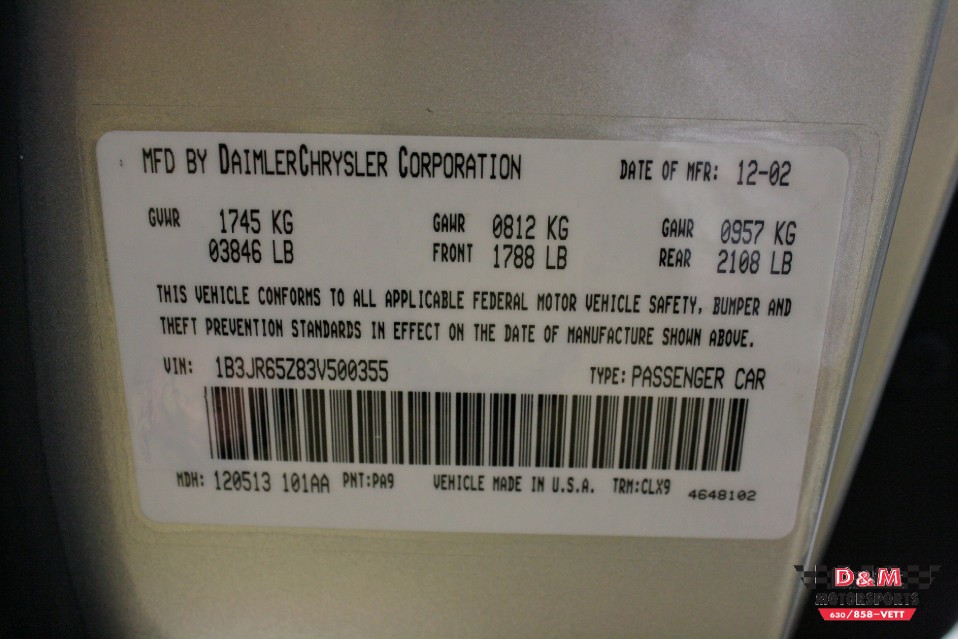 MFD BY DAIMLERCHRYSLER CORPORATION DATE OF MFR: 12-02
GVWR 1745 KG GAWR 0812 KG GAWR 0957 KG
03846 LB FRONT 1788 LB REAR 2108 LB
THIS VEHICLE CONFORMS TO ALL APPLICABLE FEDERAL MOTOR VEHICLE SAFETY, BUMPER AND
THEFT PREVENTION STANDARDS IN EFFECT ON THE DATE OF MANUFACTURE SHOWN ABOVE.
VIN: 1B3JR65Z83V500355 TYPE: PASSENGER CAR
MDH: 120513 101AA PNT:PA9 VEHICLE MADE IN U.S.A. TRM:CLX9 4648102
D&M
MOTORSPORTS
630/858-VETT